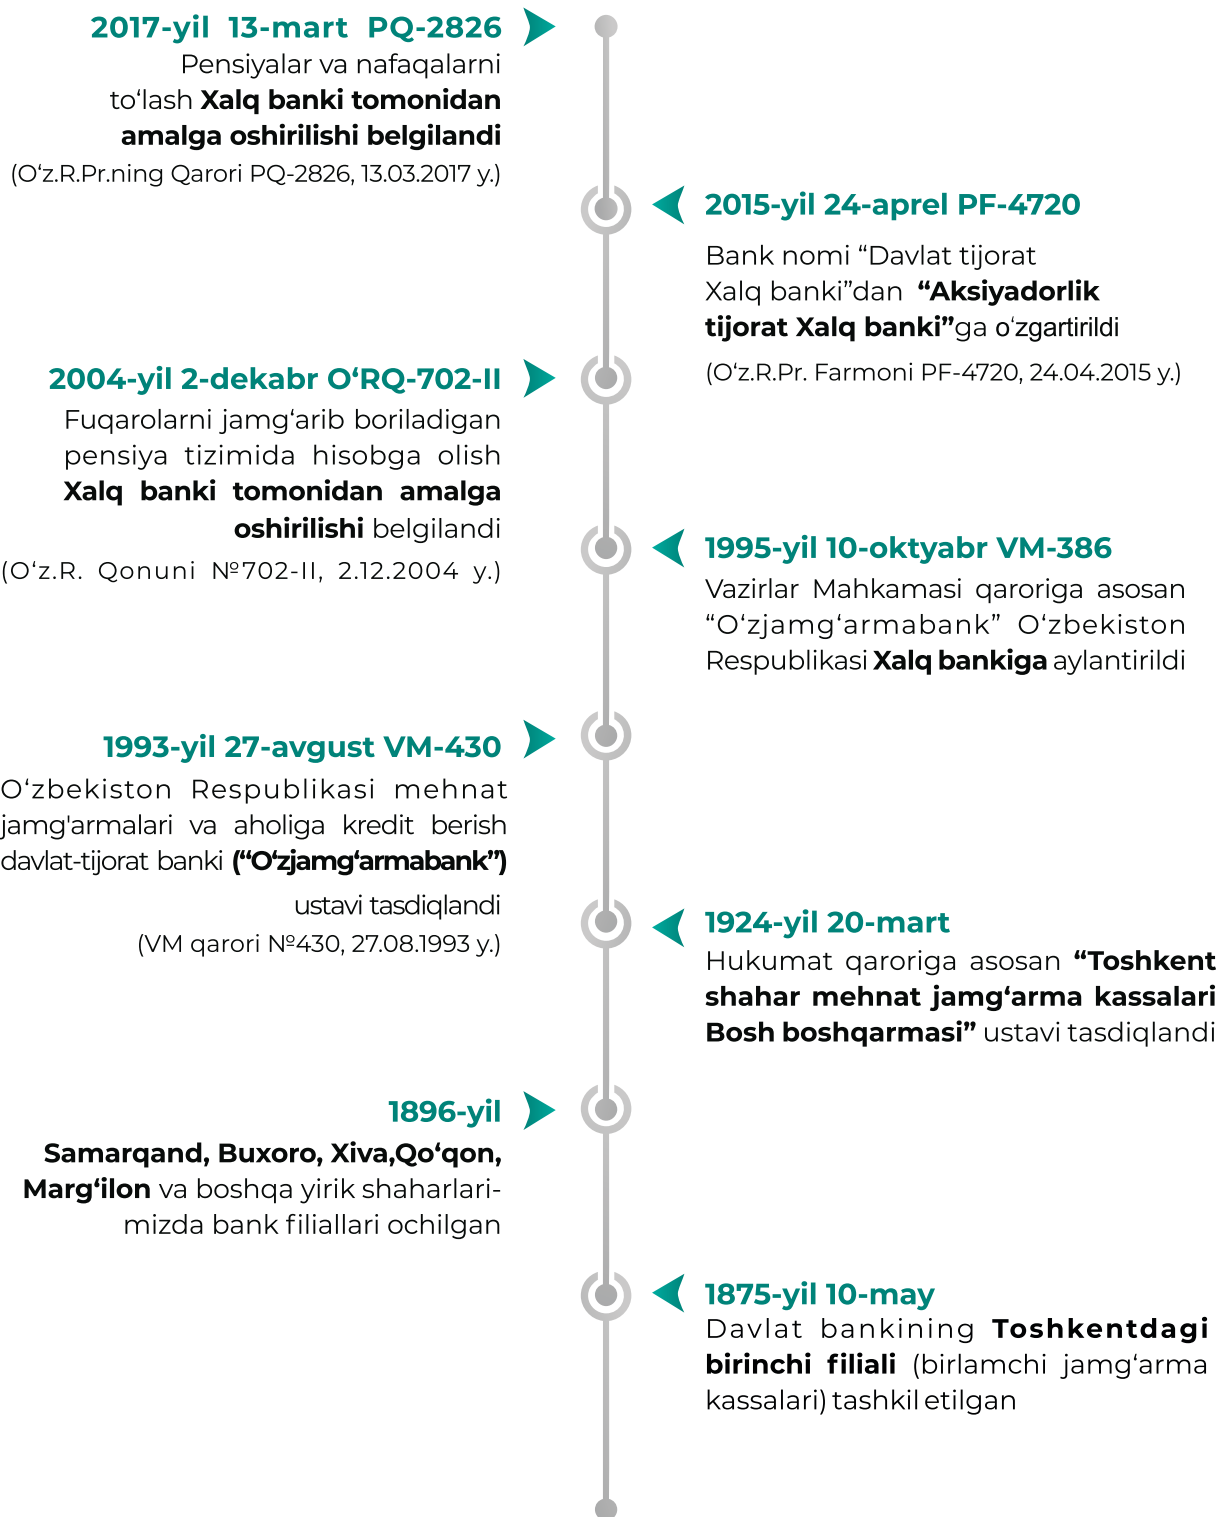 2017-yil 13-mart PQ-2826
Pensiyalar va nafaqalarni
to‘lash Xalq banki tomonidan
amalga oshirilishi belgilandi
(O‘z.R.Pr.ning Qarori PQ-2826, 13.03.2017 y.)
2015-yil 24-aprel PF-4720
Bank nomi “Davlat tijorat
Xalq banki”dan “Aksiyadorlik
tijorat Xalq banki”ga o‘zgartirildi
(O‘z.R.Pr. Farmoni PF-4720, 24.04.2015 y.)
2004-yil 2-dekabr O‘RQ-702-II
Fuqarolarni jamg‘arib boriladigan
pensiya tizimida hisobga olish
Xalq banki tomonidan amalga
oshirilishi belgilandi
(O‘z.R. Qonuni №702-II, 2.12.2004 y.)
1995-yil 10-oktyabr VM-386
Vazirlar Mahkamasi qaroriga asosan
“O‘zjamg‘armabank” O‘zbekiston
Respublikasi Xalq bankiga aylantirildi
1993-yil 27-avgust VM-430
O‘zbekiston Respublikasi mehnat
jamg'armalari va aholiga kredit berish
davlat-tijorat banki (“O‘zjamg‘armabank”)
ustavi tasdiqlandi
(VM qarori №430, 27.08.1993 y.)
1924-yil 20-mart
Hukumat qaroriga asosan “Toshkent
shahar mehnat jamg‘arma kassalari
Bosh boshqarmasi” ustavi tasdiqlandi
1896-yil
Samarqand, Buxoro, Xiva,Qo‘qon,
Marg‘ilon va boshqa yirik shaharlari-
mizda bank filiallari ochilgan
1875-yil 10-may
Davlat bankining Toshkentdagi
birinchi filiali (birlamchi jamg‘arma
kassalari) tashkil etilgan